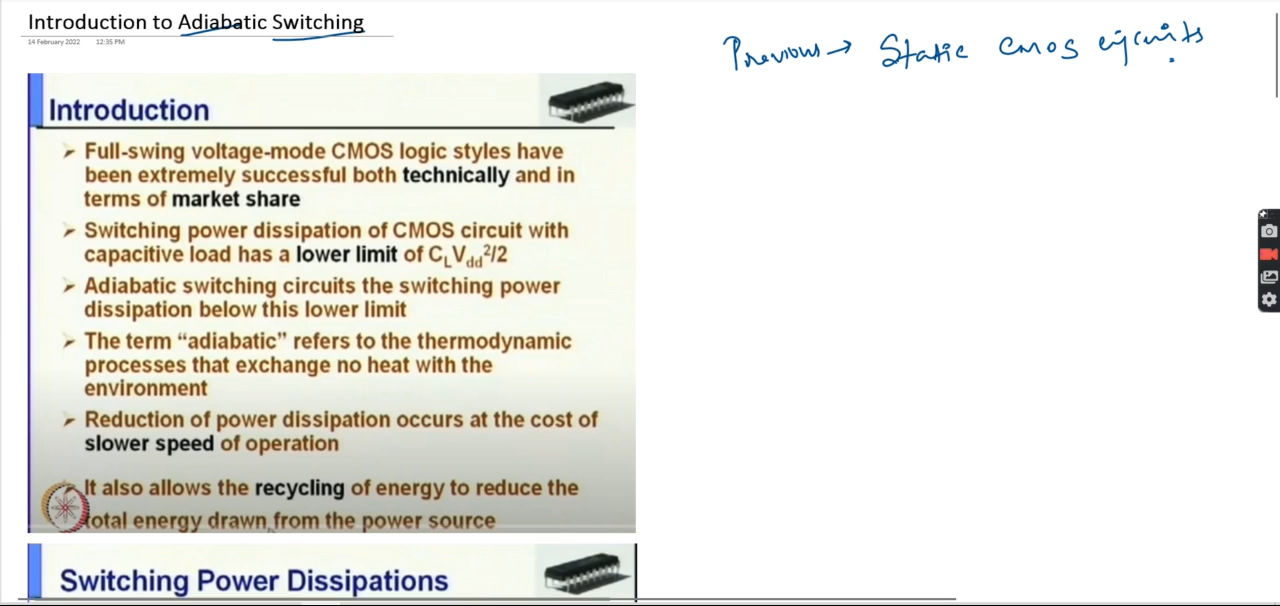 Introduction to Adiabatic Switching
14 February 2022 12:35 PM
Previous → Static CMOS circuits
Introduction
➢ Full-swing voltage-mode CMOS logic styles have
been extremely successful both technically and in
terms of market share
➢ Switching power dissipation of CMOS circuit with
capacitive load has a lower limit of CLVdd²/2
➢ Adiabatic switching circuits the switching power
dissipation below this lower limit
➢ The term “adiabatic” refers to the thermodynamic
processes that exchange no heat with the
environment
➢ Reduction of power dissipation occurs at the cost of
slower speed of operation
➢ It also allows the recycling of energy to reduce the
total energy drawn from the power source
Switching Power Dissipations